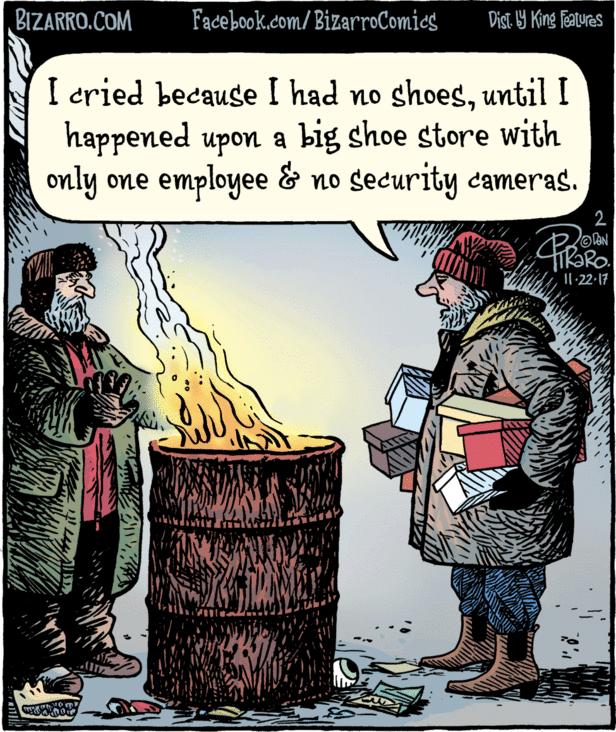 BIZARRO.COM Facebook.com/BizarroComics Dist. by King Features
I cried because I had no shoes, until I
happened upon a big shoe store with
only one employee & no security cameras.
2
©DAN
PIRARO.
11·22·17